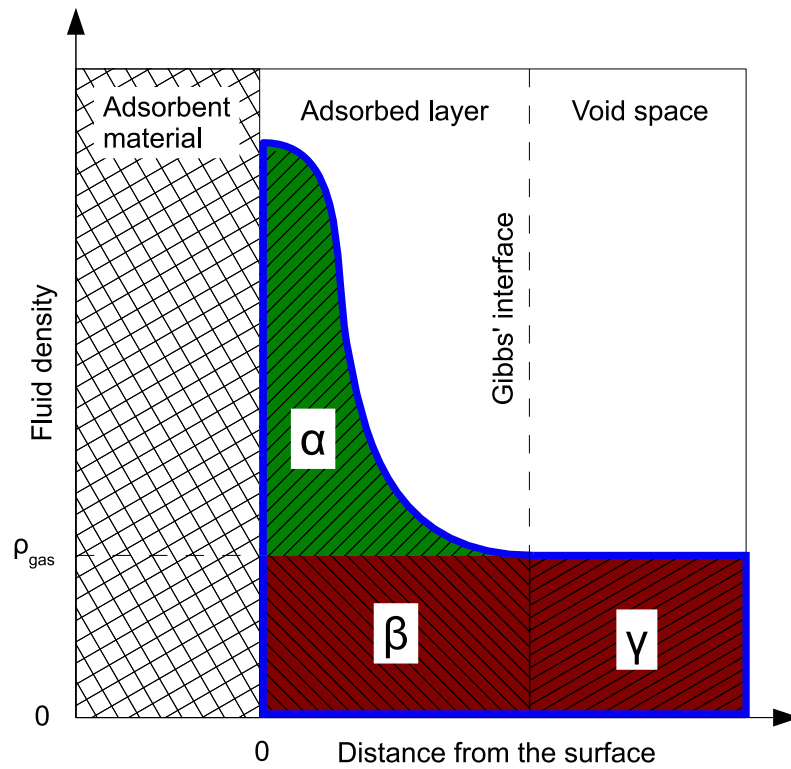 Adsorbent
material
Adsorbed layer
Void space
Fluid density
Gibbs' interface
α
ρgas
β
γ
0
0
Distance from the surface